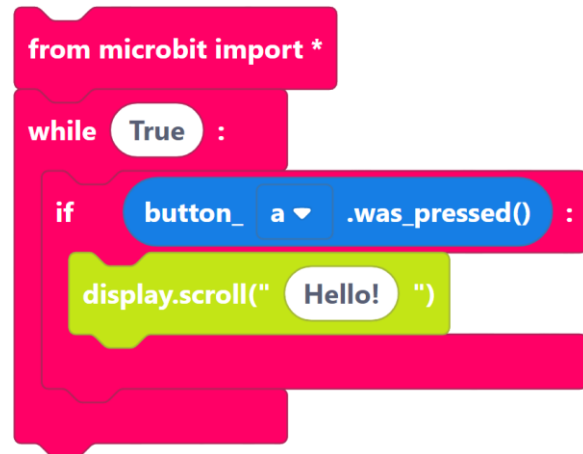 from microbit import *
while True :
if button_ a .was_pressed() :
display.scroll(" Hello! ")